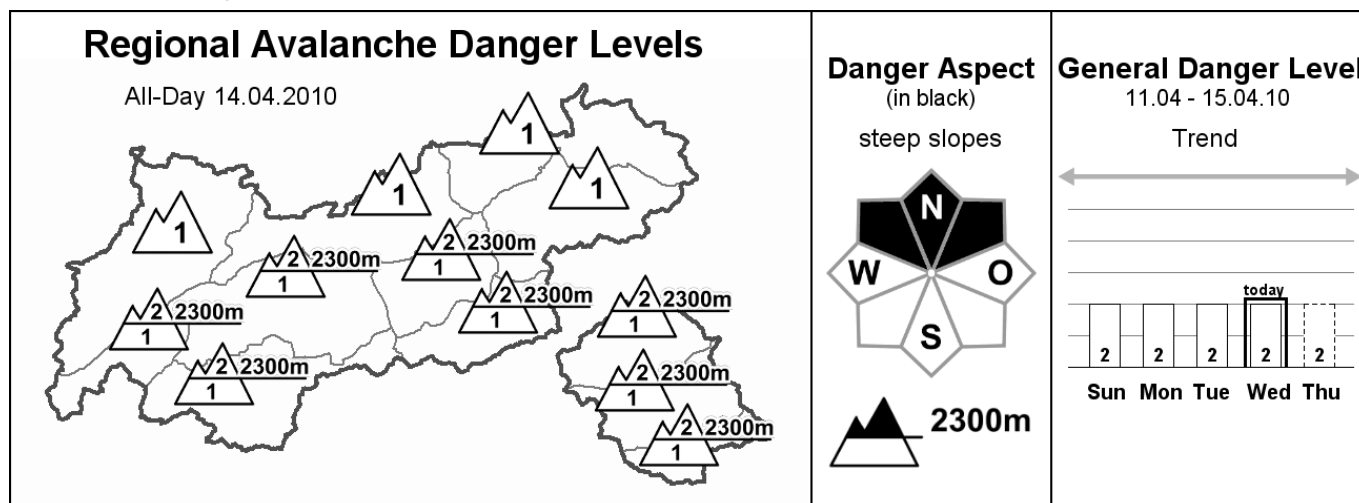 Regional Avalanche Danger Levels
All-Day 14.04.2010
1
1
1
1
2 2300m
1
2 2300m
1
2 2300m
1
2 2300m
1
2 2300m
1
2 2300m
1
2 2300m
1
2 2300m
1
Danger Aspect
(in black)
steep slopes
N
W
O
S
2300m
General Danger Level
11.04 - 15.04.10
Trend
today
2 2 2 2 2
Sun Mon Tue Wed Thu